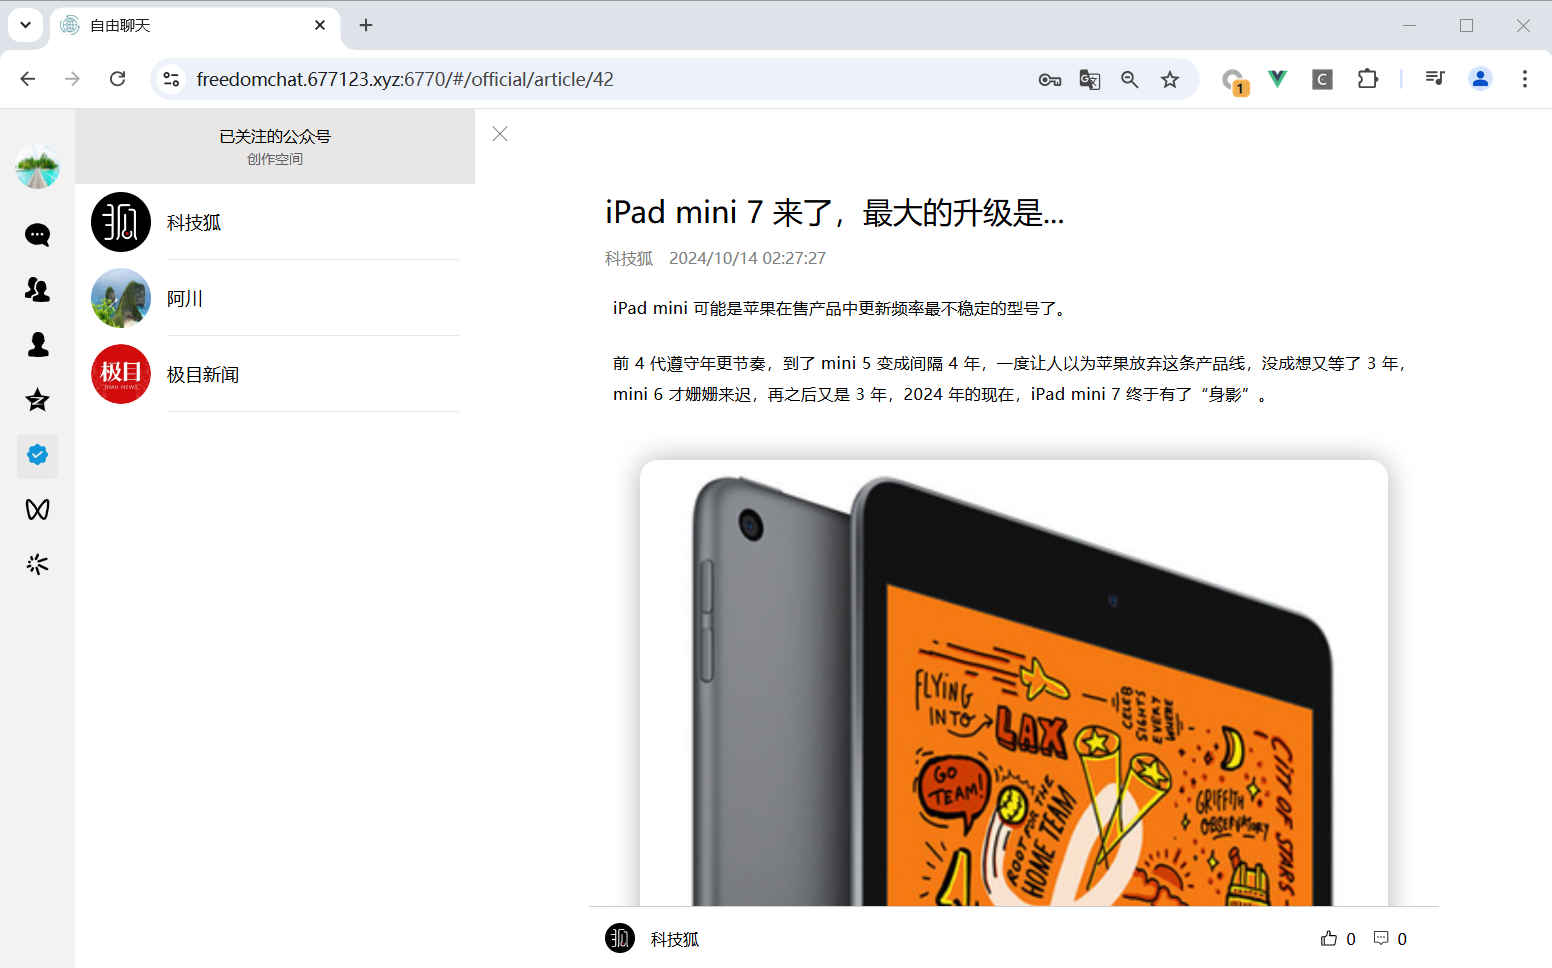 自由聊天
freedomchat.677123.xyz:6770/#/official/article/42
1
C
已关注的公众号
创作空间
科技狐
阿川
极目
JIMU NEWS
极目新闻
iPad mini 7 来了，最大的升级是...
科技狐 2024/10/14 02:27:27
iPad mini 可能是苹果在售产品中更新频率最不稳定的型号了。
前 4 代遵守年更节奏，到了 mini 5 变成间隔 4 年，一度让人以为苹果放弃这条产品线，没成想又等了 3 年，
mini 6 才姗姗来迟，再之后又是 3 年，2024 年的现在，iPad mini 7 终于有了“身影”。
FLYING
INTO
LAX
CELEB
SIGHTS
EVERY
WHERE
GO
TEAM!
ROOT FOR THE
HOME TEAM
GRIFFITH
OBSERVATORY
CITY OF STARS
科技狐
0
0